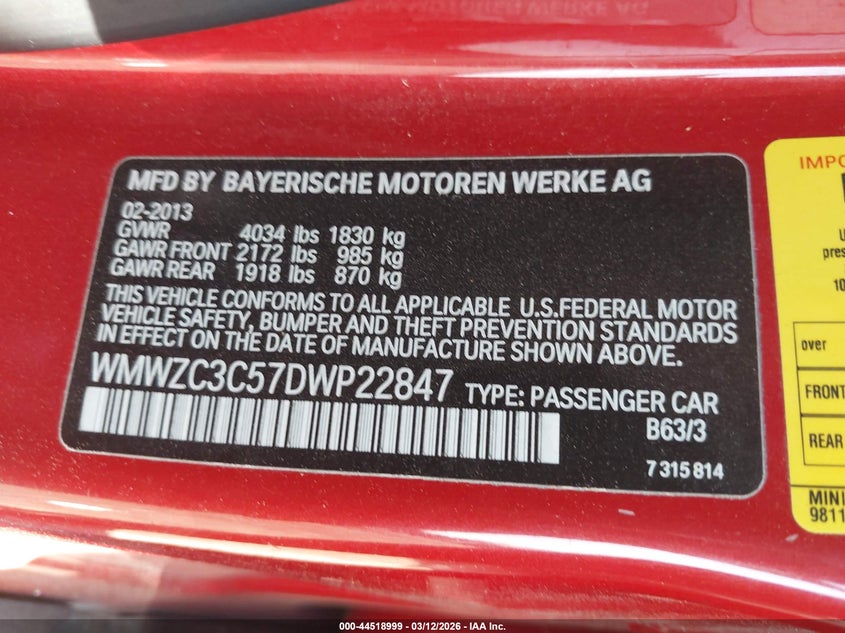 MFD BY BAYERISCHE MOTOREN WERKE AG
02-2013
GVWR 4034 lbs 1830 kg
GAWR FRONT 2172 lbs 985 kg
GAWR REAR 1918 lbs 870 kg
THIS VEHICLE CONFORMS TO ALL APPLICABLE U.S.FEDERAL MOTOR
VEHICLE SAFETY, BUMPER AND THEFT PREVENTION STANDARDS
IN EFFECT ON THE DATE OF MANUFACTURE SHOWN ABOVE.
WMWZC3C57DWP22847 TYPE: PASSENGER CAR
B63/3
7 315 814
over
FRONT
REAR
MINI
000-44518999 - 03/12/2026 - IAA Inc.